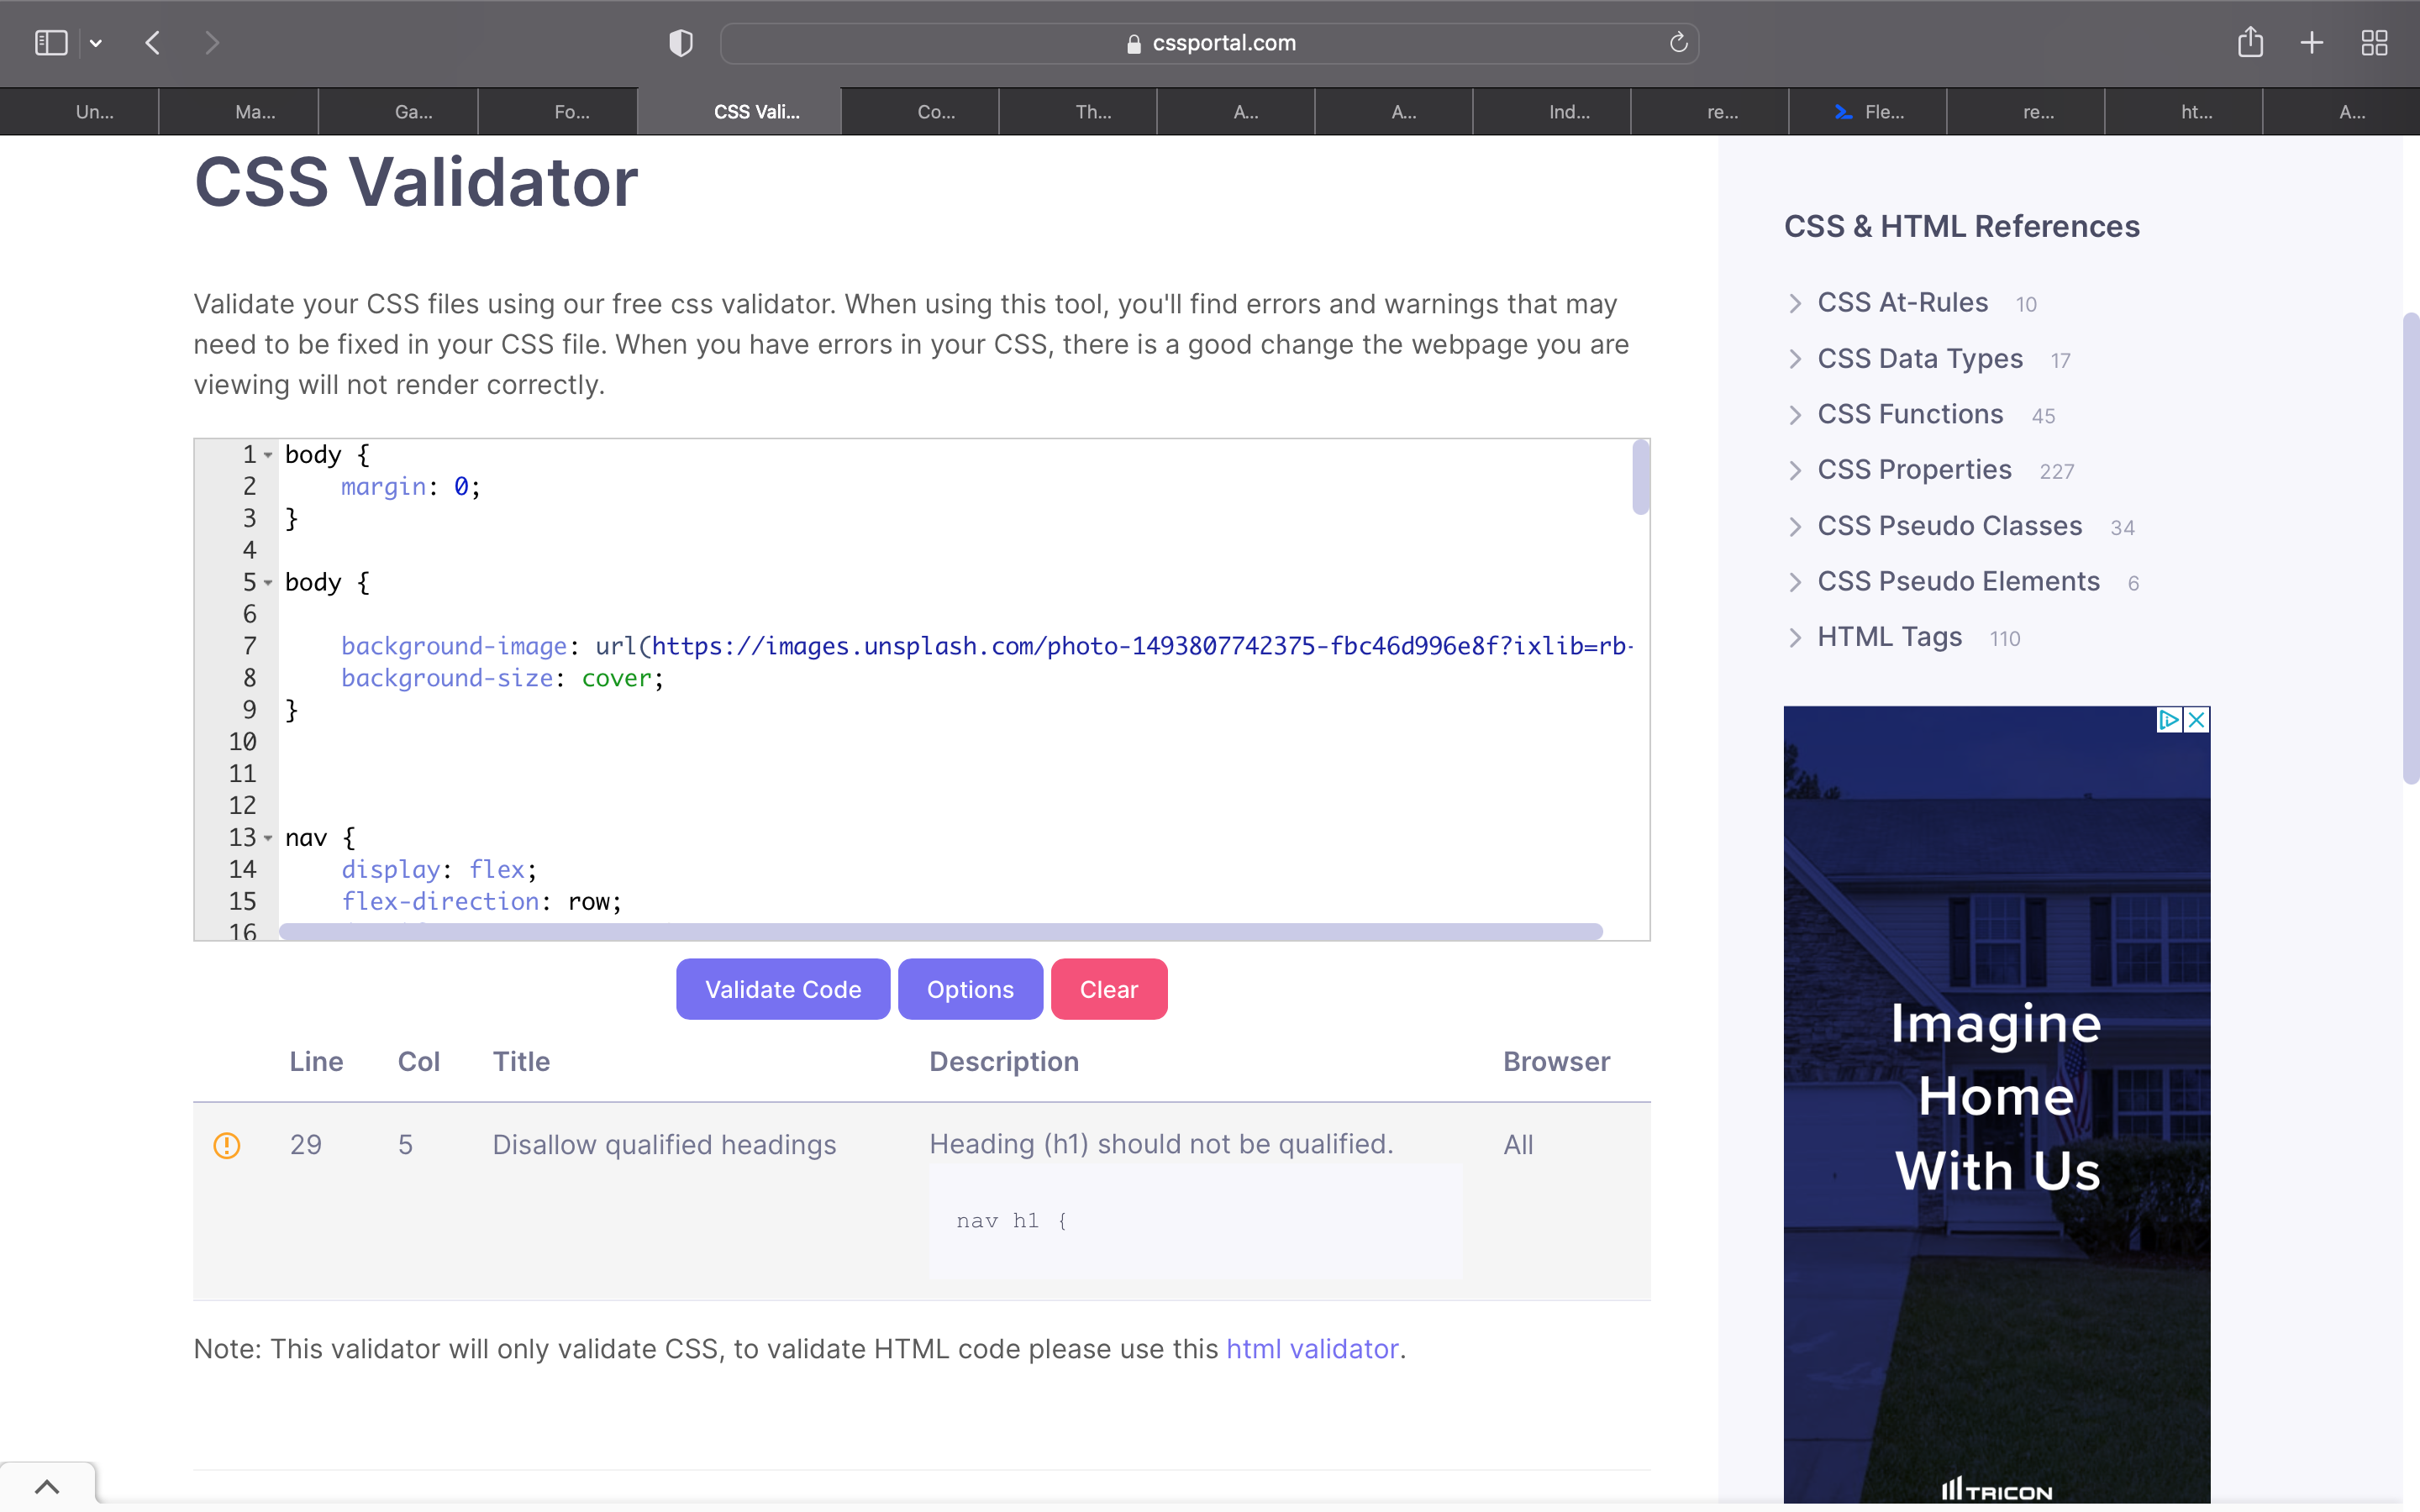 cssportal.com
Un...
Ma...
Ga...
Fo...
CSS Vali...
Co...
Th...
A...
A...
Ind...
re...
Fle...
re...
ht...
A...
CSS Validator
Validate your CSS files using our free css validator. When using this tool, you'll find errors and warnings that may
need to be fixed in your CSS file. When you have errors in your CSS, there is a good change the webpage you are
viewing will not render correctly.
1 body {
2 margin: 0;
3 }
4
5 body {
6
7 background-image: url(https://images.unsplash.com/photo-1493807742375-fbc46d996e8f?ixlib=rb-
8 background-size: cover;
9 }
10
11
12
13 nav {
14 display: flex;
15 flex-direction: row;
16
Validate Code
Options
Clear
Line Col Title Description Browser
29 5 Disallow qualified headings Heading (h1) should not be qualified. All
nav h1 {
Note: This validator will only validate CSS, to validate HTML code please use this html validator.
CSS & HTML References
CSS At-Rules 10
CSS Data Types 17
CSS Functions 45
CSS Properties 227
CSS Pseudo Classes 34
CSS Pseudo Elements 6
HTML Tags 110
Imagine
Home
With Us
TRICON